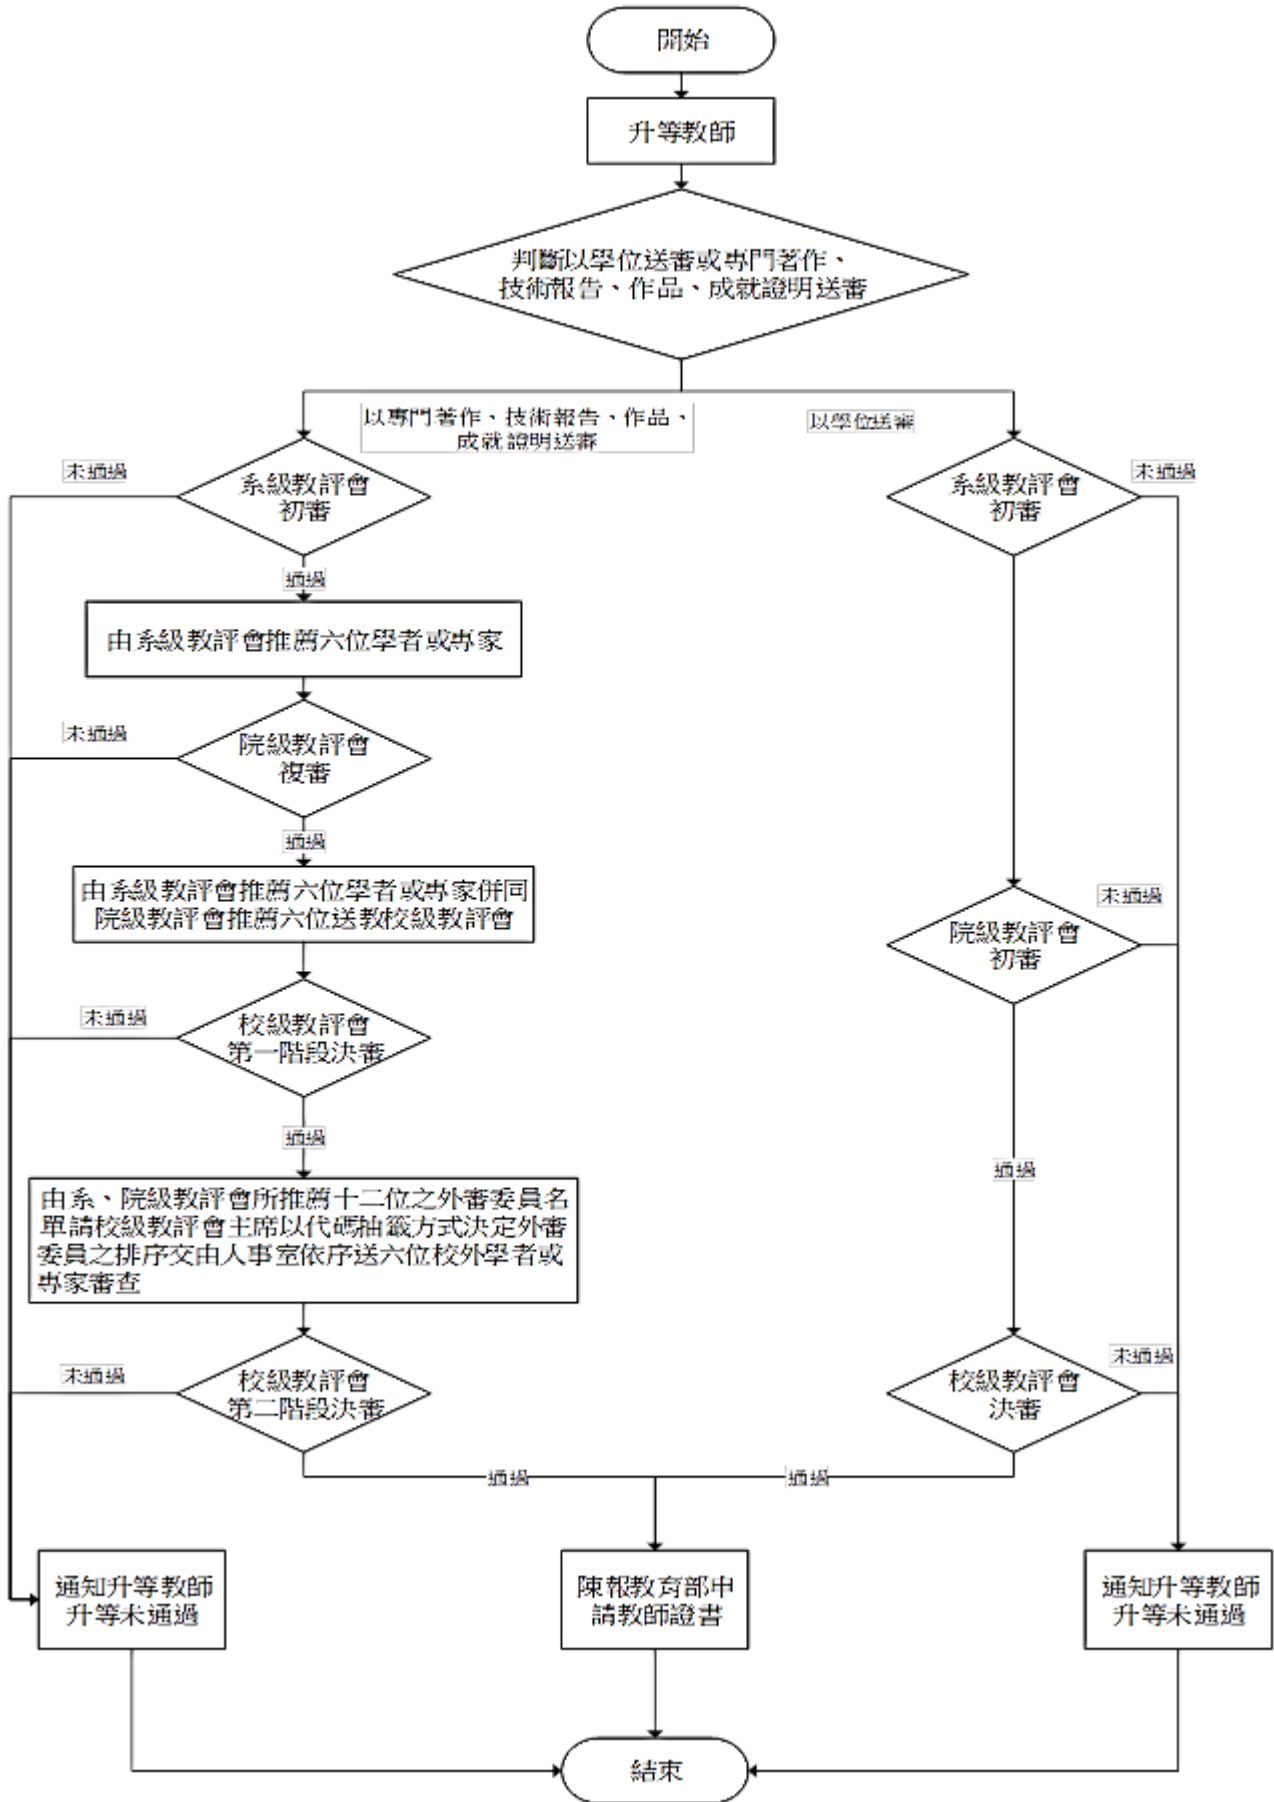 開始
升等教師
判斷以學位送審或專門著作、
技術報告、作品、成就證明送審
以專門著作、技術報告、作品、
成就證明送審
以學位送審
未通過
系級教評會
初審
系級教評會
初審
未通過
通過
由系級教評會推薦六位學者或專家
未通過
院級教評會
複審
通過
由系級教評會推薦六位學者或專家併同
院級教評會推薦六位送教校級教評會
院級教評會
初審
未通過
未通過
校級教評會
第一階段決審
通過
通過
由系、院級教評會所推薦十二位之外審委員名
單請校級教評會主席以代碼抽籤方式決定外審
委員之排序交由人事室依序送六位校外學者或
專家審查
未通過
校級教評會
第二階段決審
校級教評會
決審
未通過
通過
通過
通知升等教師
升等未通過
陳報教育部申
請教師證書
通知升等教師
升等未通過
結束